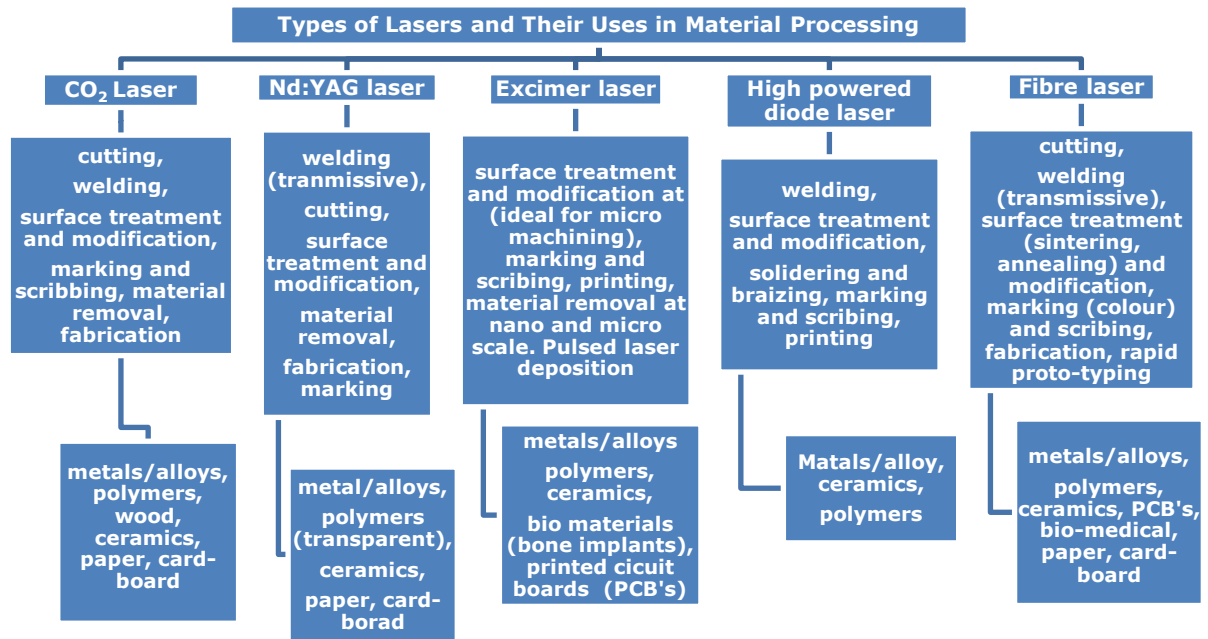 Types of Lasers and Their Uses in Material Processing
CO₂ Laser
cutting,
welding,
surface treatment
and modification,
marking and
scribbing, material
removal,
fabrication
metals/alloys,
polymers,
wood,
ceramics,
paper, card-
board
Nd:YAG laser
welding
(tranmissive),
cutting,
surface
treatment and
modification,
material
removal,
fabrication,
marking
metal/alloys,
polymers
(transparent),
ceramics,
paper, card-
borad
Excimer laser
surface treatment
and modification at
(ideal for micro
machining),
marking and
scribing, printing,
material removal at
nano and micro
scale. Pulsed laser
deposition
metals/alloys
polymers,
ceramics,
bio materials
(bone implants),
printed cicuit
boards (PCB's)
High powered
diode laser
welding,
surface treatment
and modification,
solidering and
braizing, marking
and scribing,
printing
Matals/alloy,
ceramics,
polymers
Fibre laser
cutting,
welding
(transmissive),
surface treatment
(sintering,
annealing) and
modification,
marking (colour)
and scribing,
fabrication, rapid
proto-typing
metals/alloys,
polymers,
ceramics, PCB's,
bio-medical,
paper, card-
board